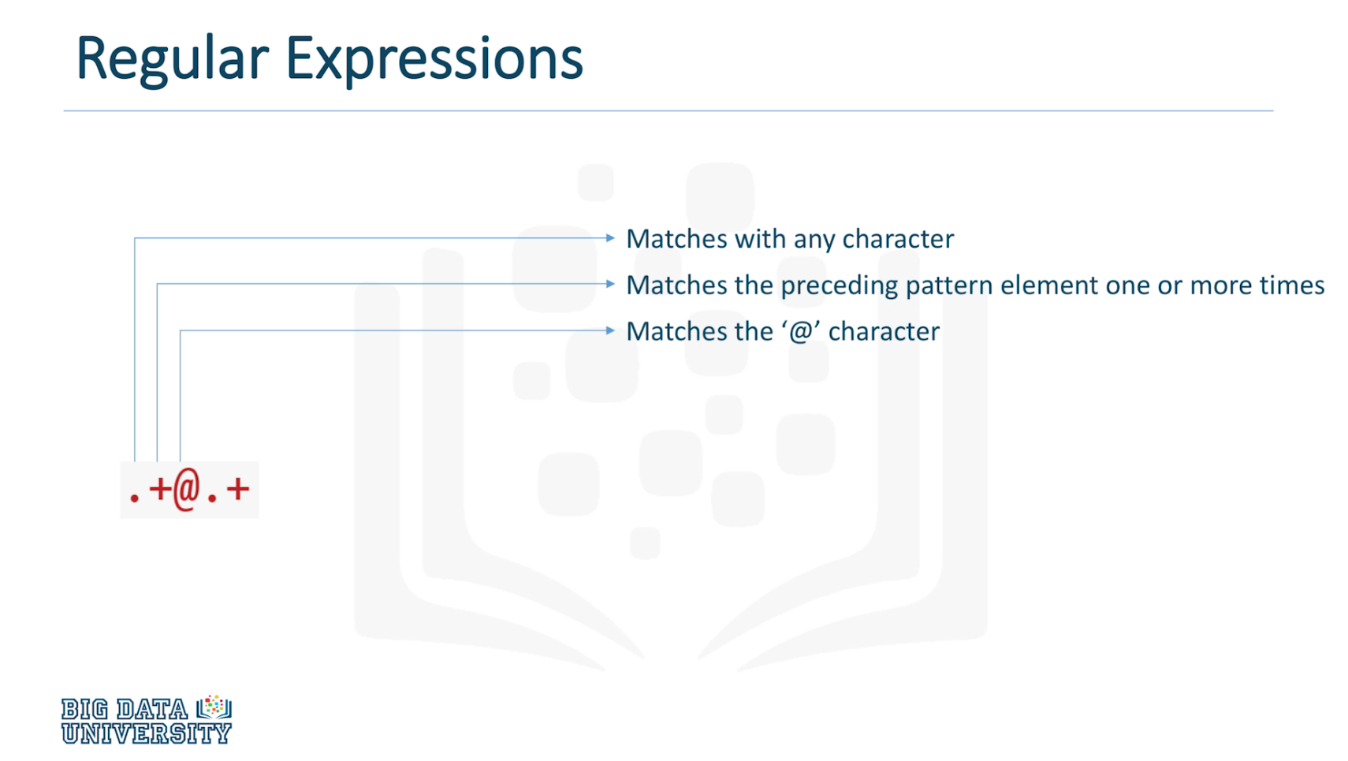 Regular Expressions
Matches with any character
Matches the preceding pattern element one or more times
Matches the ‘@’ character
.+@.+
BIG DATA
UNIVERSITY